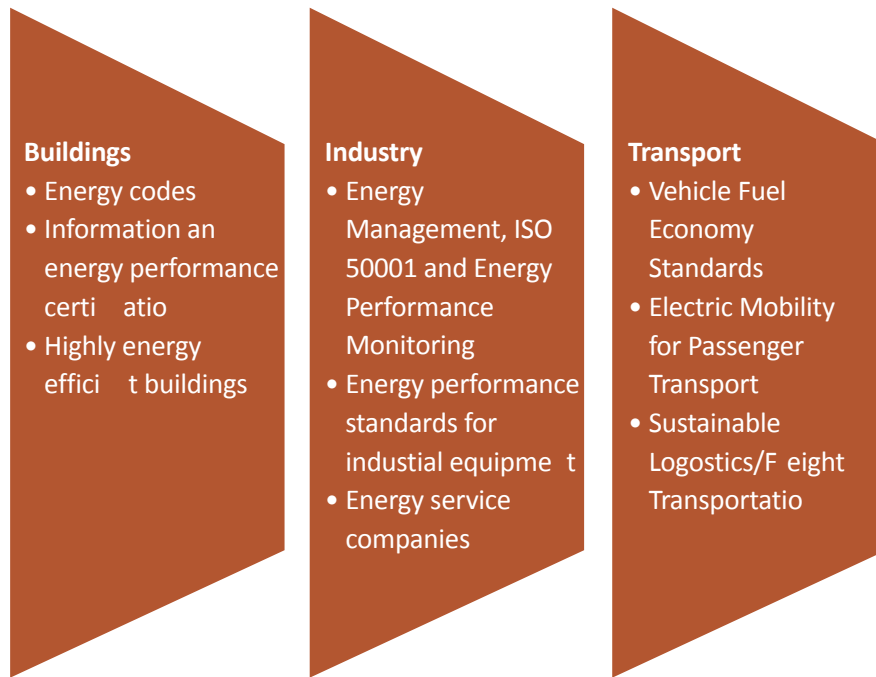 Buildings
• Energy codes
• Information an
energy performance
certi atio
• Highly energy
effici t buildings
Industry
• Energy
Management, ISO
50001 and Energy
Performance
Monitoring
• Energy performance
standards for
industial equipme t
• Energy service
companies
Transport
• Vehicle Fuel
Economy
Standards
• Electric Mobility
for Passenger
Transport
• Sustainable
Logostics/F eight
Transportatio